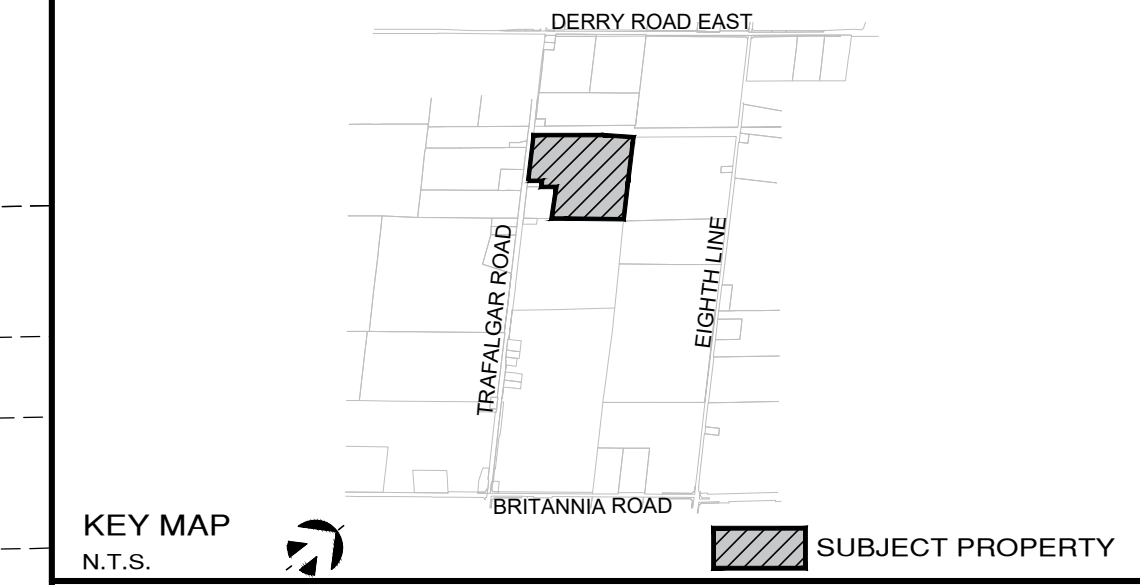 DERRY ROAD EAST
TRAFALGAR ROAD
EIGHTH LINE
BRITANNIA ROAD
KEY MAP
N.T.S.
SUBJECT PROPERTY